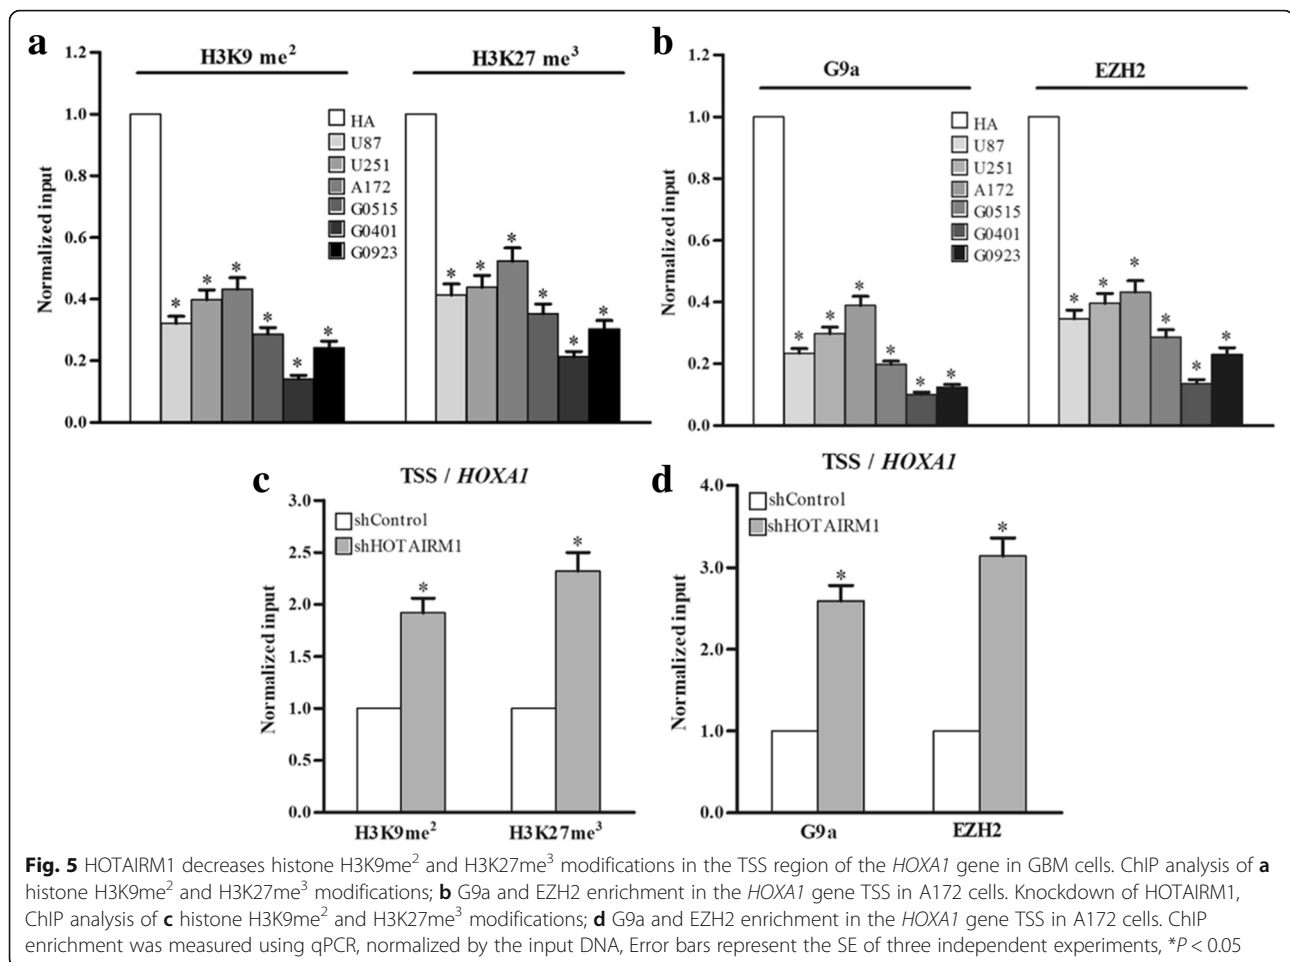 a
H3K9 me²
H3K27 me³
Normalized input
1.2
1.0
0.8
0.6
0.4
0.2
0.0
HA
U87
U251
A172
G0515
G0401
G0923
* * * * * *
* * * * * *
b
G9a
EZH2
Normalized input
1.2
1.0
0.8
0.6
0.4
0.2
0.0
HA
U87
U251
A172
G0515
G0401
G0923
* * * * * *
* * * * * *
c
TSS / HOXA1
Normalized input
3.0
2.5
2.0
1.5
1.0
0.5
0.0
shControl
shHOTAIRM1
*
*
H3K9me²
H3K27me³
d
TSS / HOXA1
Normalized input
4.0
3.0
2.0
1.0
0.0
shControl
shHOTAIRM1
*
*
G9a
EZH2
Fig. 5 HOTAIRM1 decreases histone H3K9me² and H3K27me³ modifications in the TSS region of the HOXA1 gene in GBM cells. ChIP analysis of a
histone H3K9me² and H3K27me³ modifications; b G9a and EZH2 enrichment in the HOXA1 gene TSS in A172 cells. Knockdown of HOTAIRM1,
ChIP analysis of c histone H3K9me² and H3K27me³ modifications; d G9a and EZH2 enrichment in the HOXA1 gene TSS in A172 cells. ChIP
enrichment was measured using qPCR, normalized by the input DNA, Error bars represent the SE of three independent experiments, *P < 0.05